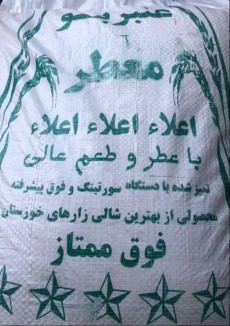 عنبر بو
معطر
اعلاء اعلاء اعلاء
با عطر و طعم عالی
تمیز شده با دستگاه سورتینگ و فوق پیشرفته
محصولی از بهترین شالی زارهای خوزستان
فوق ممتاز